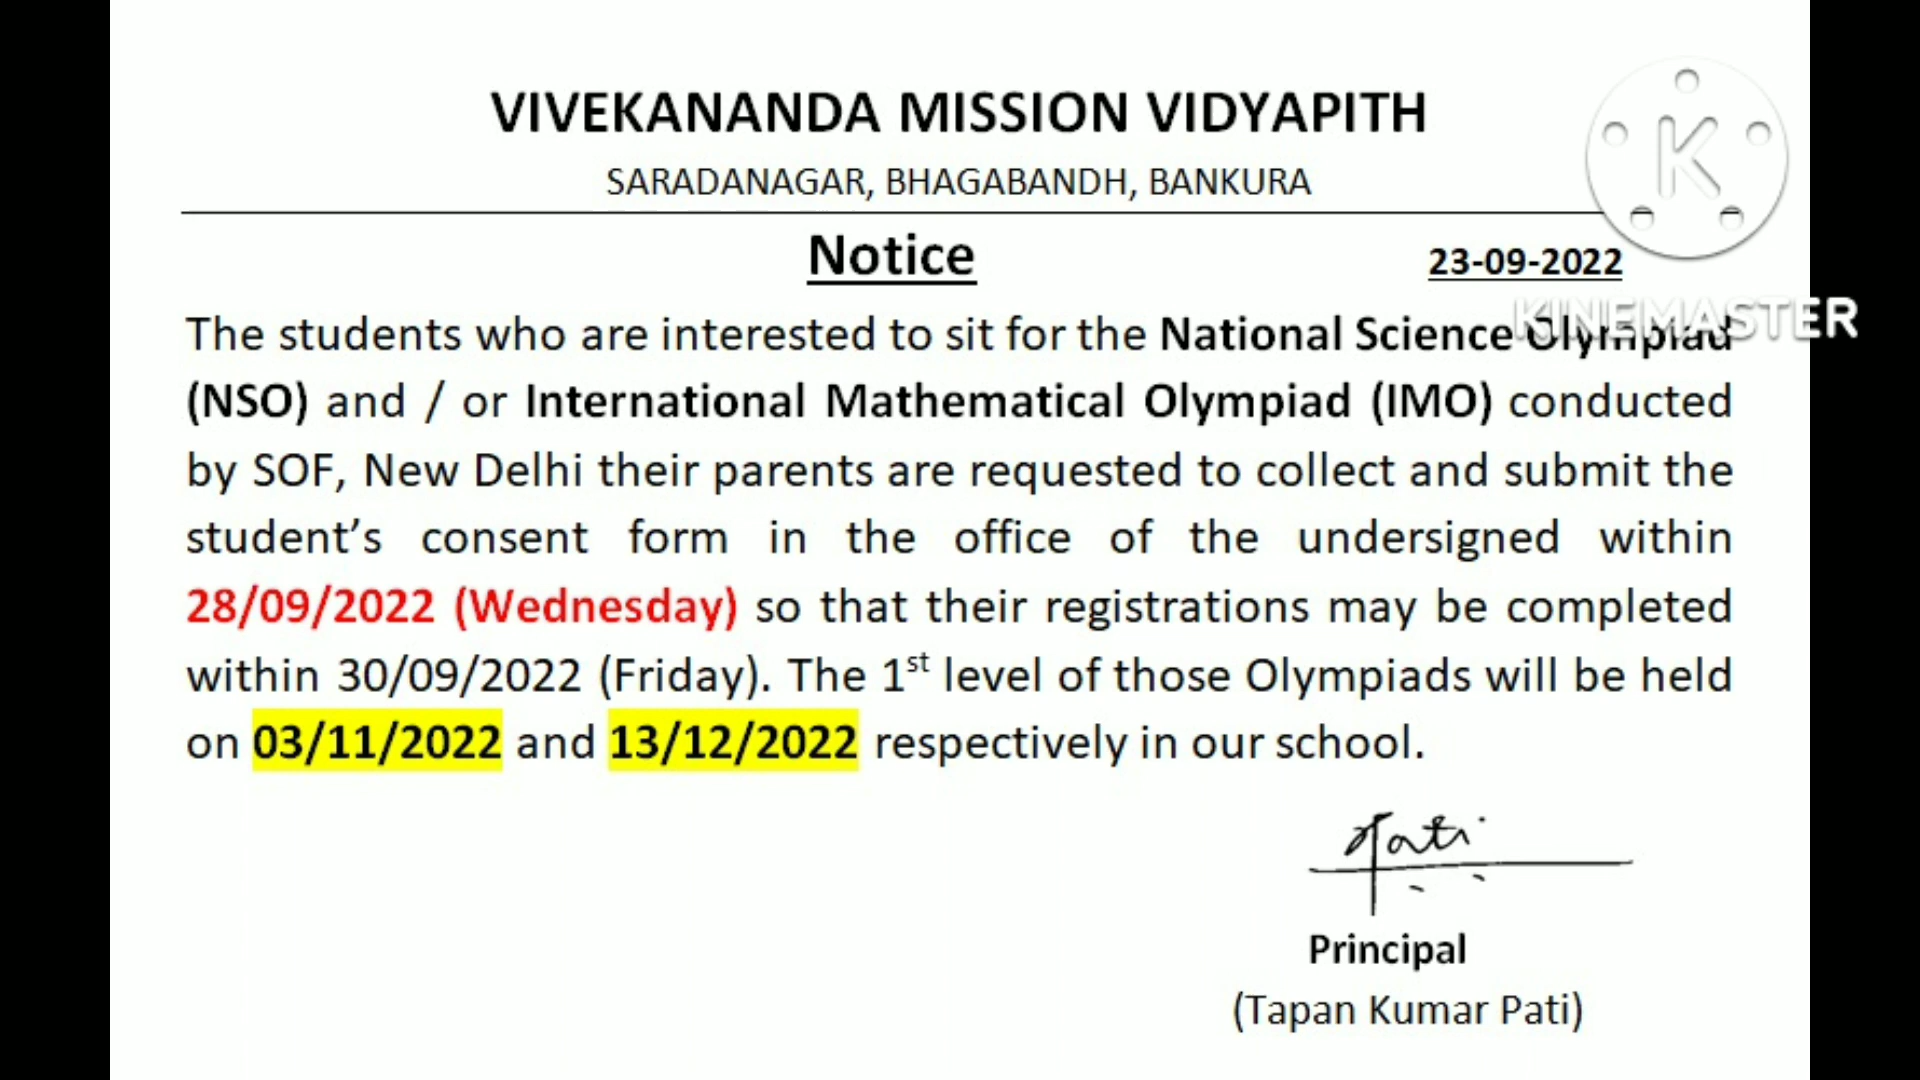 VIVEKANANDA MISSION VIDYAPITH
SARADANAGAR, BHAGABANDH, BANKURA
Notice
23-09-2022
K
KINEMASTER
The students who are interested to sit for the National Science Olympiad
(NSO) and / or International Mathematical Olympiad (IMO) conducted
by SOF, New Delhi their parents are requested to collect and submit the
student’s consent form in the office of the undersigned within
28/09/2022 (Wednesday) so that their registrations may be completed
within 30/09/2022 (Friday). The 1st level of those Olympiads will be held
on 03/11/2022 and 13/12/2022 respectively in our school.
Pati
Principal
(Tapan Kumar Pati)